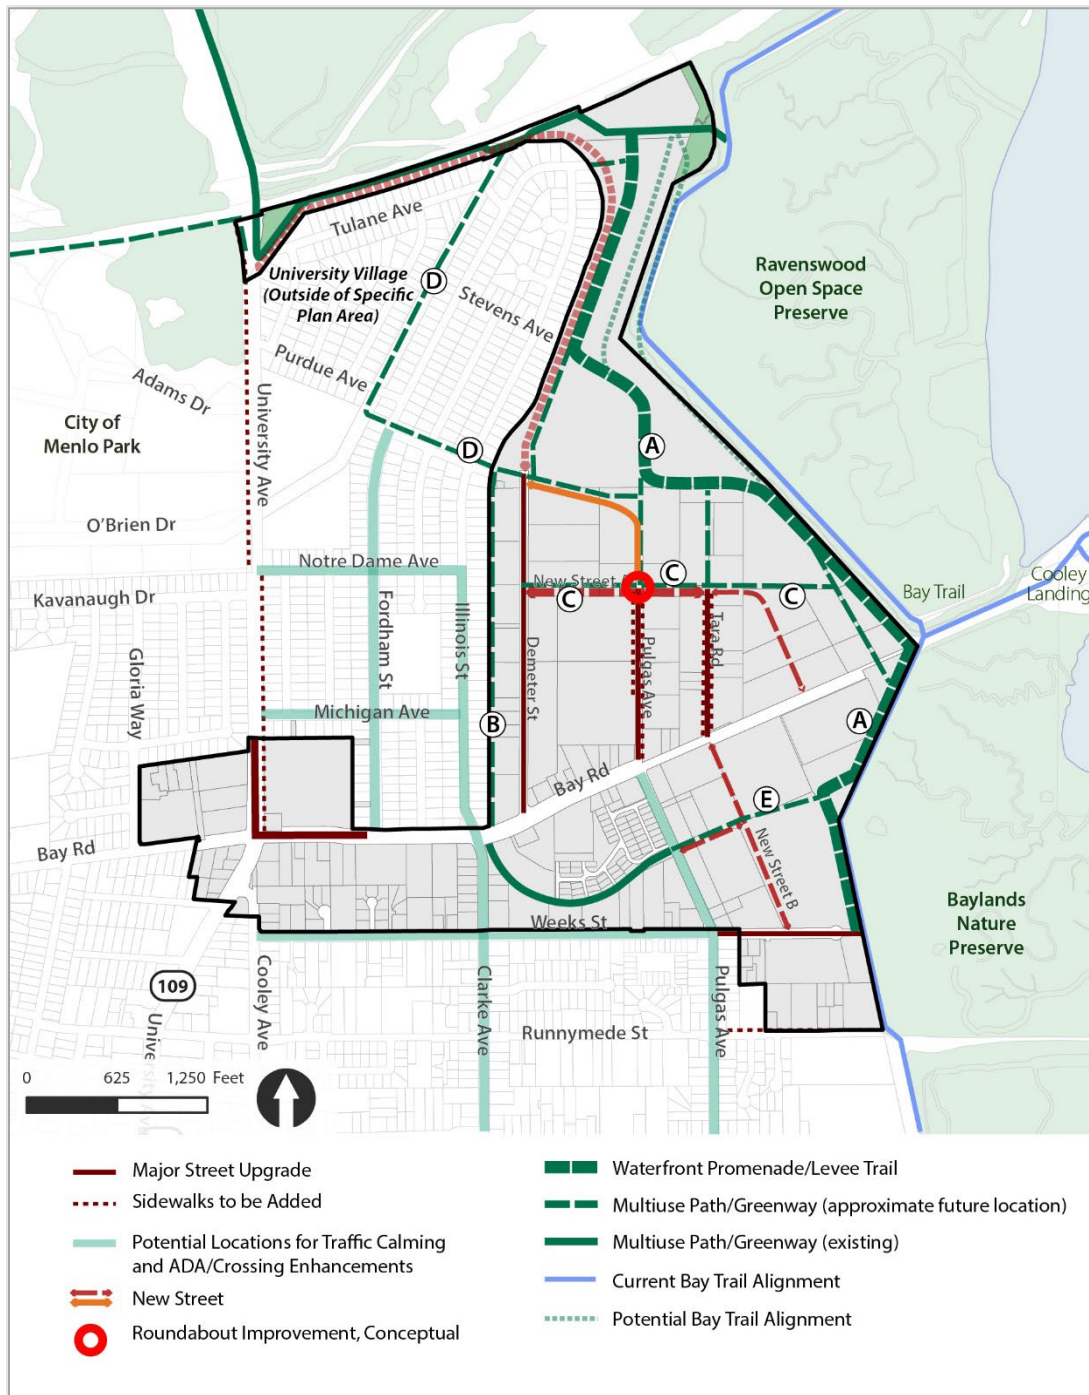 Tulane Ave
University Village
(Outside of Specific
Plan Area)
D
Stevens Ave
Ravenswood
Open Space
Preserve
Purdue Ave
Adams Dr
University Ave
City of
Menlo Park
D
A
O'Brien Dr
Notre Dame Ave
New Street
C
C
C
Bay Trail
Cooley
Landing
Kavanaugh Dr
Fordham St
Illinois St
Demeter St
Pulgas Ave
Tara Rd
Gloria Way
Michigan Ave
B
A
Bay Rd
E
Bay Rd
New Street B
Weeks St
Baylands
Nature
Preserve
109
Cooley Ave
Clarke Ave
Pulgas Ave
Runnymede St
0 625 1,250 Feet
Major Street Upgrade
Sidewalks to be Added
Potential Locations for Traffic Calming
and ADA/Crossing Enhancements
New Street
Roundabout Improvement, Conceptual
Waterfront Promenade/Levee Trail
Multiuse Path/Greenway (approximate future location)
Multiuse Path/Greenway (existing)
Current Bay Trail Alignment
Potential Bay Trail Alignment